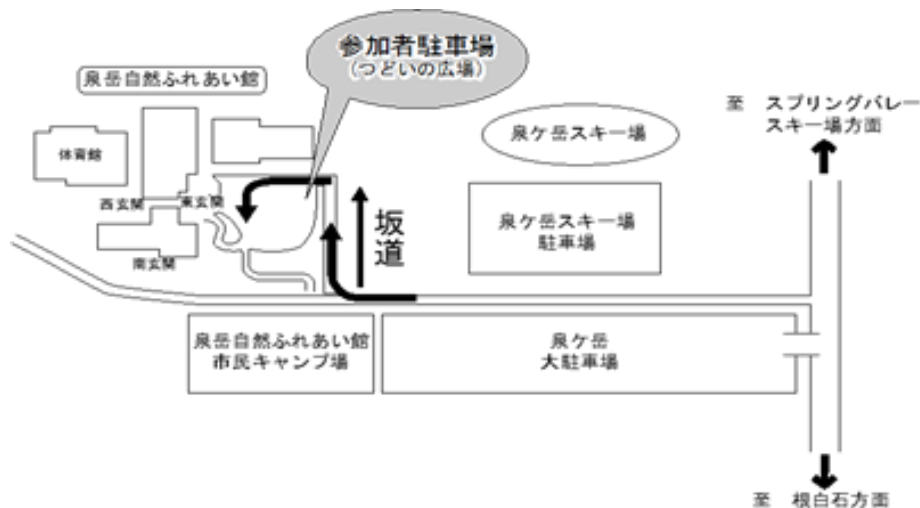 参加者駐車場
（つどいの広場）
泉岳自然ふれあい館
至 スプリングバレー
スキー場方面
泉ケ岳スキー場
体育館
西玄関
東玄関
坂道
泉ケ岳スキー場
駐車場
南玄関
泉岳自然ふれあい館
市民キャンプ場
泉ケ岳
大駐車場
至 根白石方面